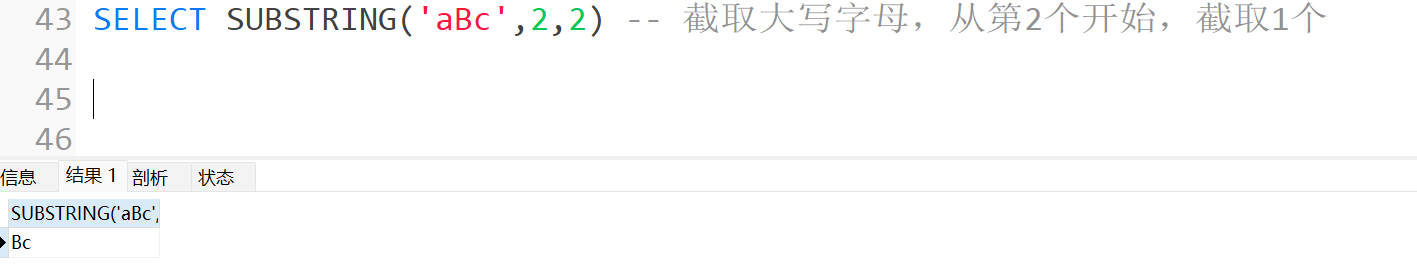 43 SELECT SUBSTRING('aBc',2,2) -- 截取大写字母，从第2个开始，截取1个
44
45
46
信息 结果 1 剖析 状态
SUBSTRING('aBc',
Bc